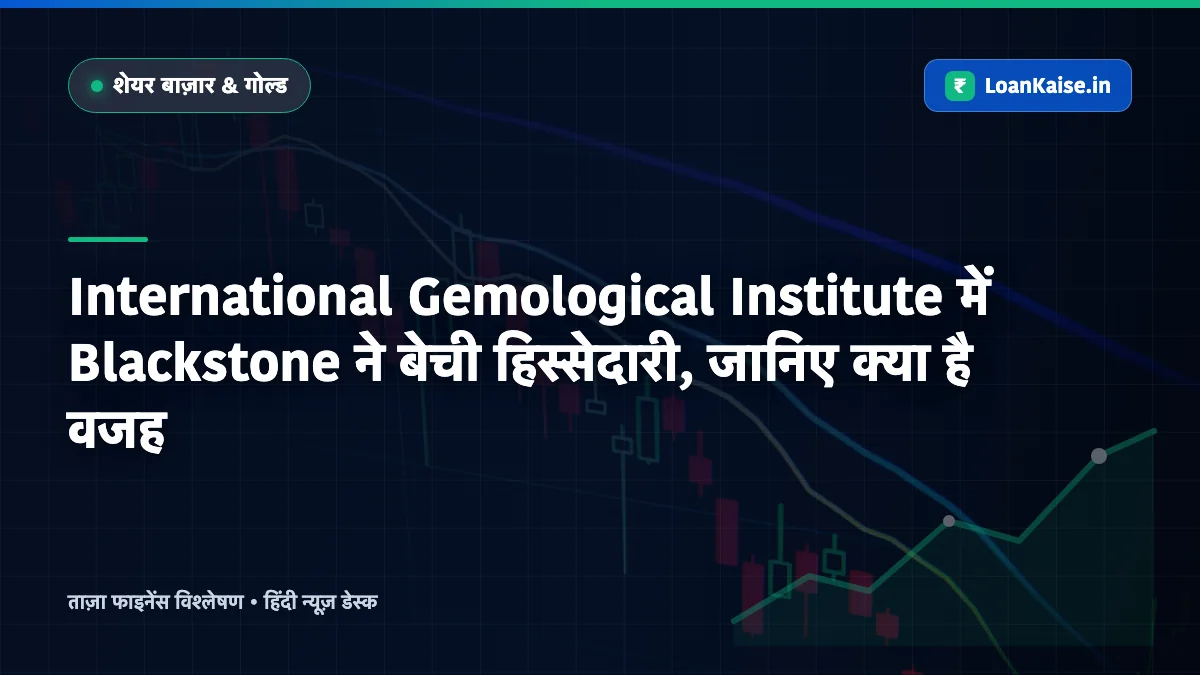 शेयर बाज़ार & गोल्ड
₹ LoanKaise.in
International Gemological Institute में
Blackstone ने बेची हिस्सेदारी, जानिए क्या है
वजह
ताज़ा फाइनेंस विश्लेषण • हिंदी न्यूज़ डेस्क